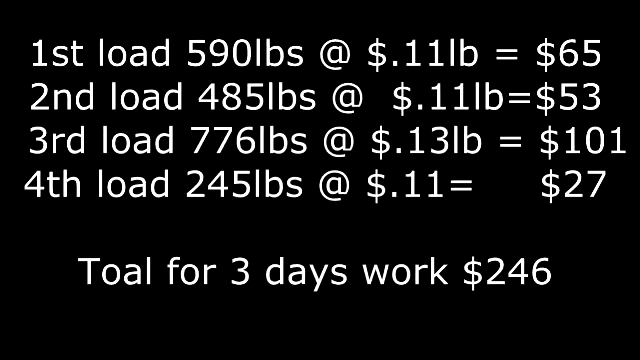 1st load 590lbs @ $.11lb = $65
2nd load 485lbs @ $.11lb=$53
3rd load 776lbs @ $.13lb = $101
4th load 245lbs @ $.11= $27
Toal for 3 days work $246